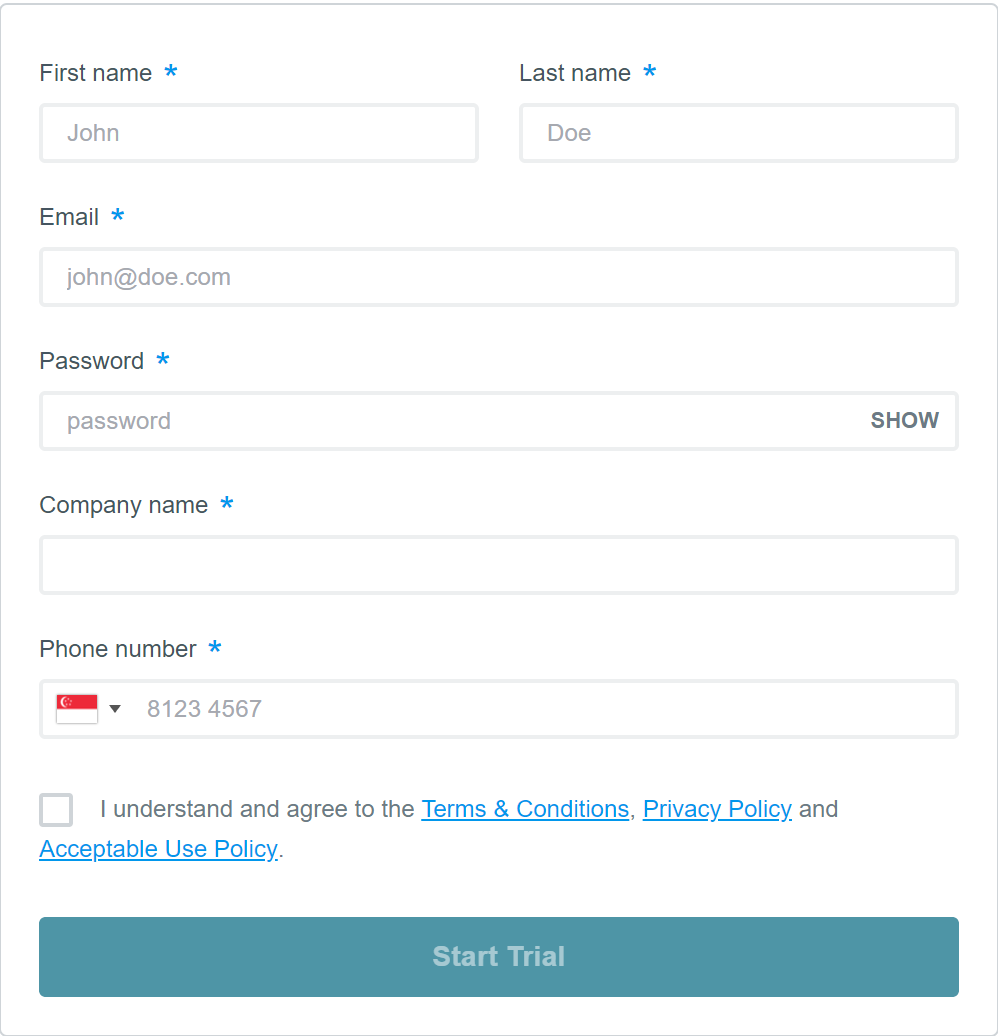 First name * Last name *
John Doe
Email *
john@doe.com
Password *
password SHOW
Company name *
Phone number *
8123 4567
I understand and agree to the Terms & Conditions, Privacy Policy and
Acceptable Use Policy.
Start Trial